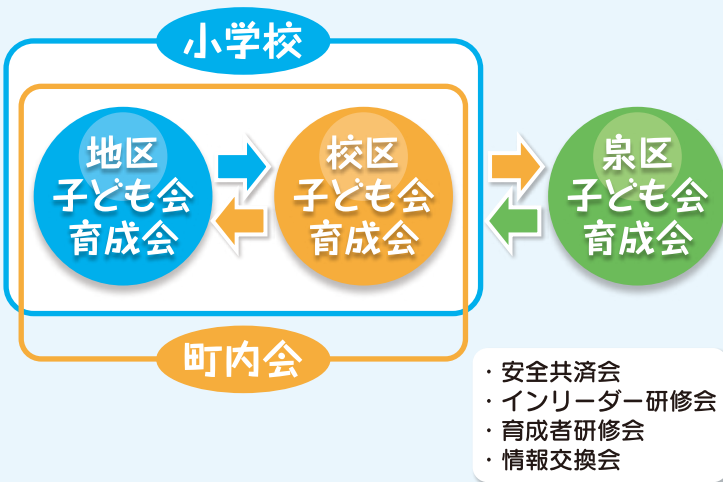 小学校
地区
子ども会
育成会
校区
子ども会
育成会
泉区
子ども会
育成会
町内会
・安全共済会
・インリーダー研修会
・育成者研修会
・情報交換会